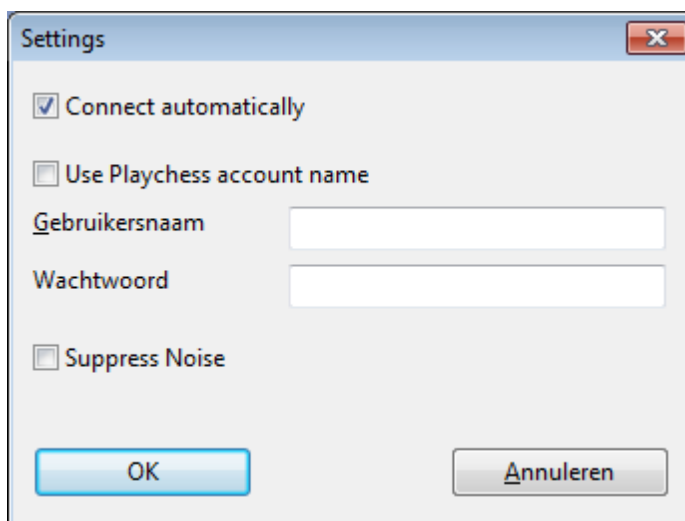 Settings
Connect automatically
Use Playchess account name
Gebruikersnaam
Wachtwoord
Suppress Noise
OK
Annuleren